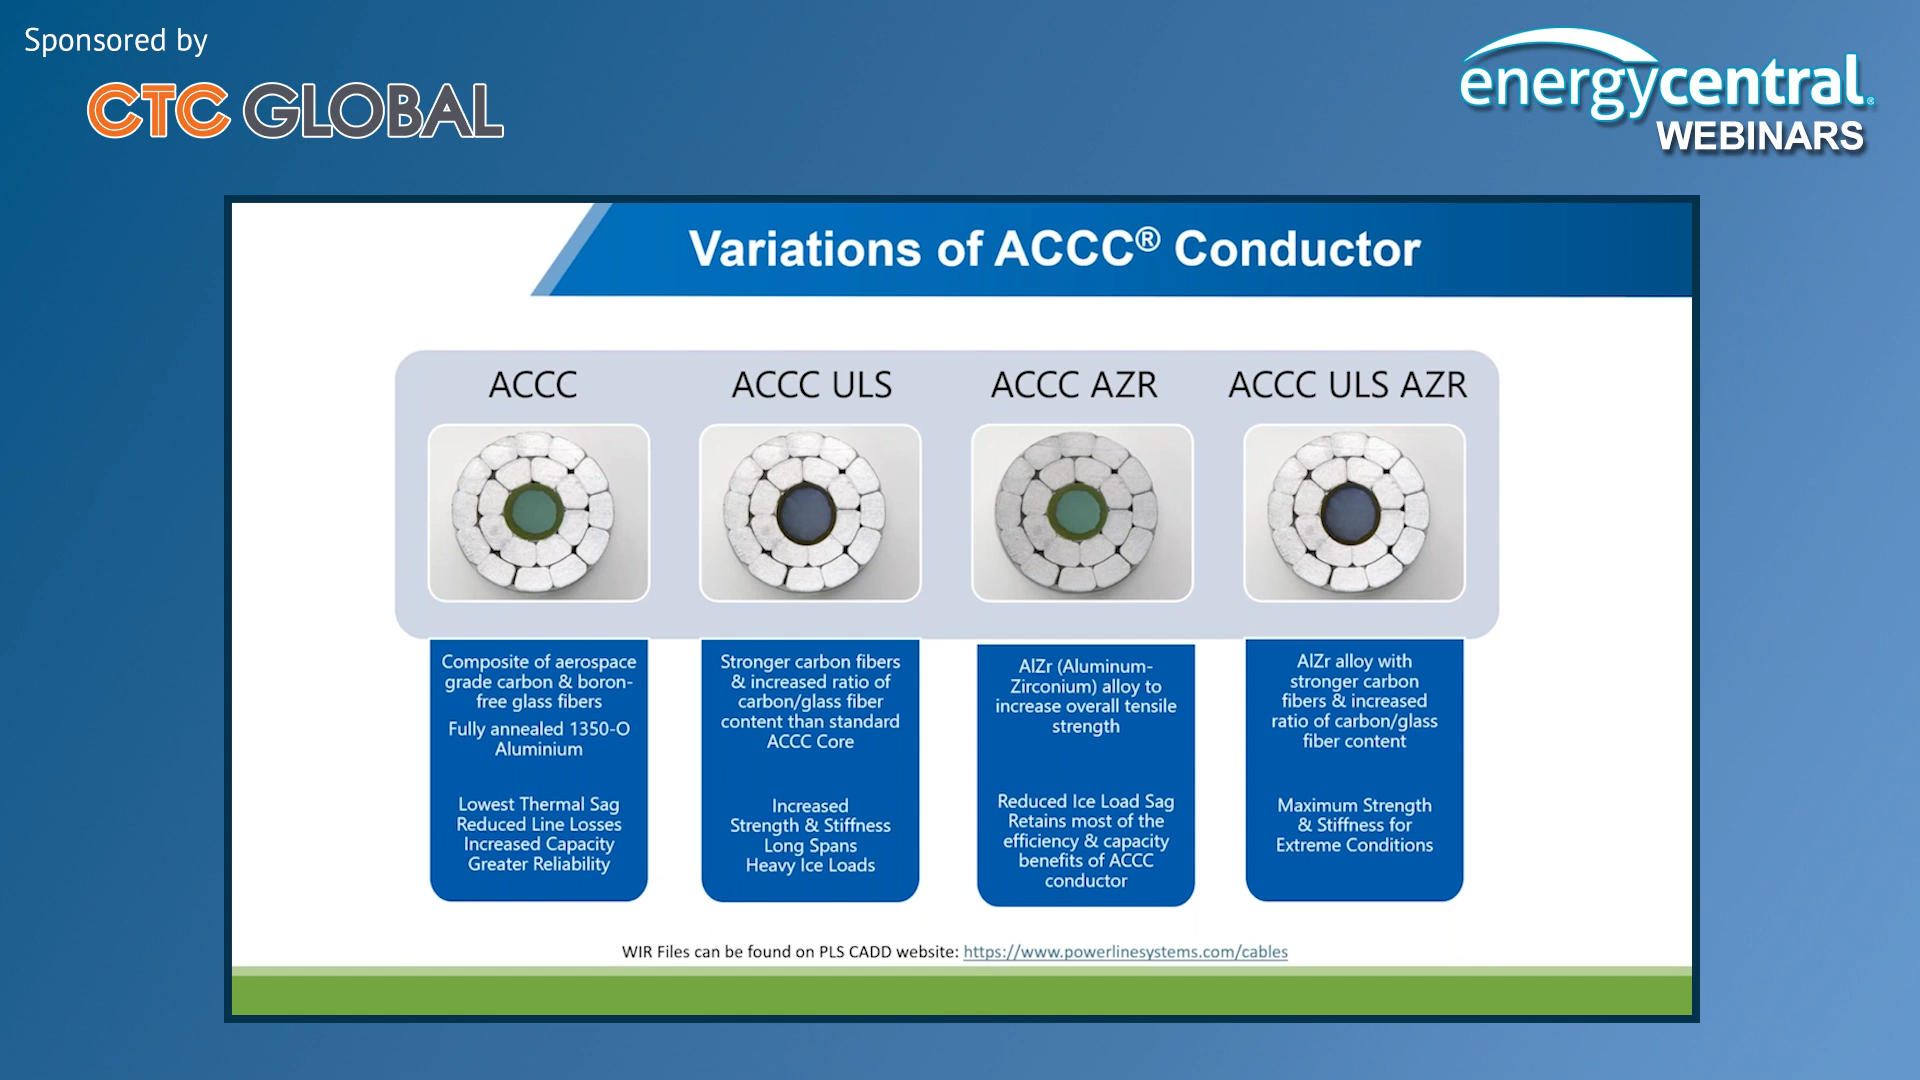 Sponsored by
CTC GLOBAL
energycentral®
WEBINARS
Variations of ACCC® Conductor
ACCC
ACCC ULS
ACCC AZR
ACCC ULS AZR
Composite of aerospace
grade carbon & boron-
free glass fibers
Fully annealed 1350-O
Aluminium
Lowest Thermal Sag
Reduced Line Losses
Increased Capacity
Greater Reliability
Stronger carbon fibers
& increased ratio of
carbon/glass fiber
content than standard
ACCC Core
Increased
Strength & Stiffness
Long Spans
Heavy Ice Loads
AlZr (Aluminum-
Zirconium) alloy to
increase overall tensile
strength
Reduced Ice Load Sag
Retains most of the
efficiency & capacity
benefits of ACCC
conductor
AlZr alloy with
stronger carbon
fibers & increased
ratio of carbon/glass
fiber content
Maximum Strength
& Stiffness for
Extreme Conditions
WIR Files can be found on PLS CADD website: https://www.powerlinesystems.com/cables